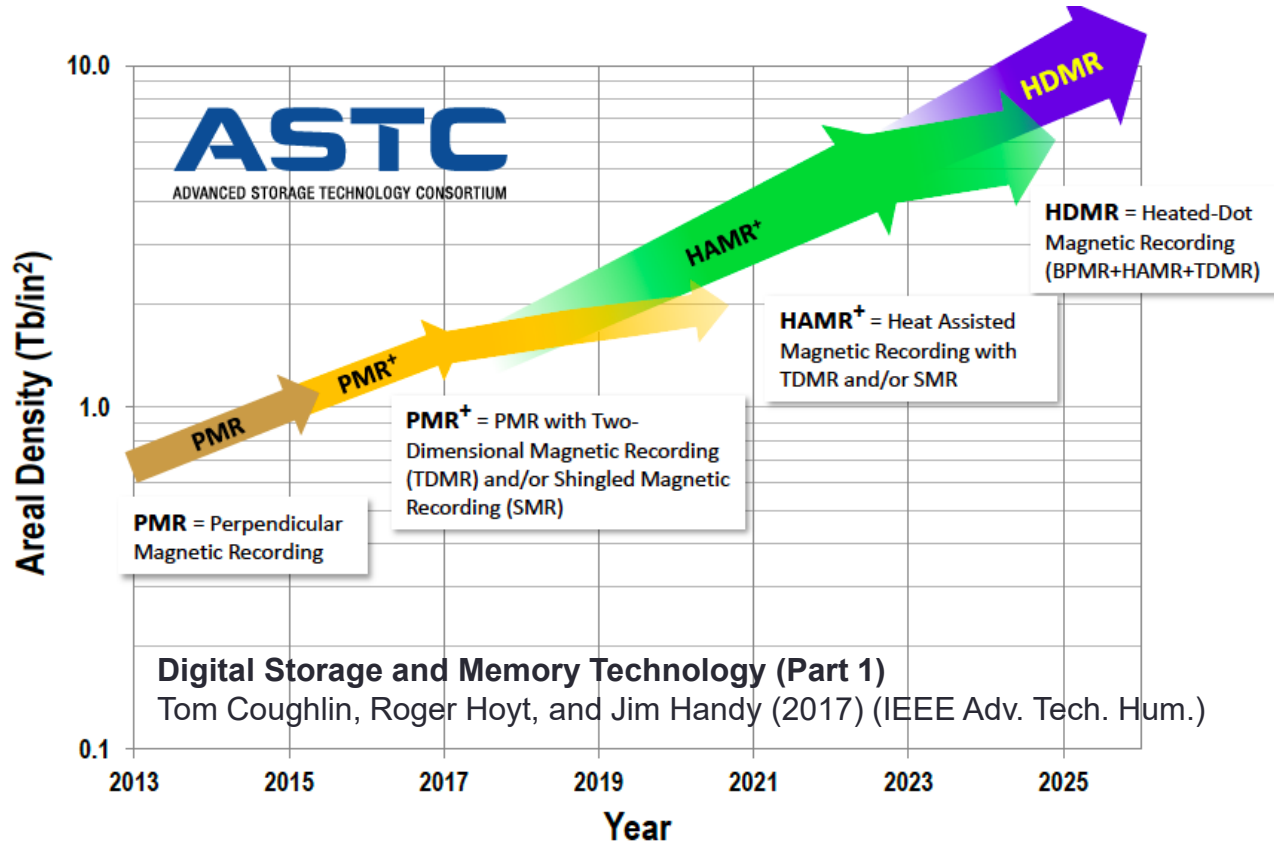 10.0
ASTC
ADVANCED STORAGE TECHNOLOGY CONSORTIUM
HDMR
HDMR = Heated-Dot
Magnetic Recording
(BPMR+HAMR+TDMR)
HAMR⁺
HAMR⁺ = Heat Assisted
Magnetic Recording with
TDMR and/or SMR
Areal Density (Tb/in²)
1.0
PMR
PMR⁺
PMR⁺ = PMR with Two-
Dimensional Magnetic Recording
(TDMR) and/or Shingled Magnetic
Recording (SMR)
PMR = Perpendicular
Magnetic Recording
Digital Storage and Memory Technology (Part 1)
Tom Coughlin, Roger Hoyt, and Jim Handy (2017) (IEEE Adv. Tech. Hum.)
0.1
2013 2015 2017 2019 2021 2023 2025
Year